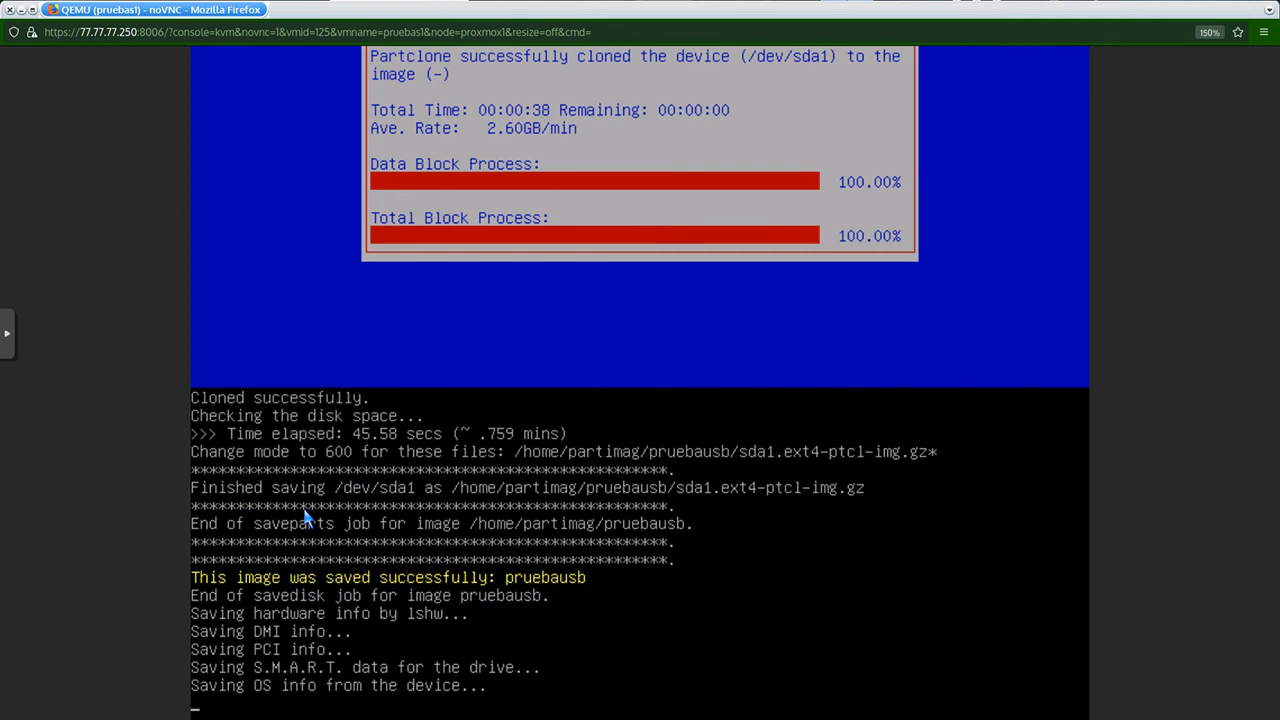 QEMU (pruebas1) - noVNC - Mozilla Firefox
https://77.77.77.250:8006/?console=kvm&novnc=1&vmid=125&vmname=pruebas1&node=proxmox1&resize=off&cmd=
150%
Partclone successfully cloned the device (/dev/sda1) to the
image (-)
Total Time: 00:00:38 Remaining: 00:00:00
Ave. Rate:   2.60GB/min
Data Block Process:
100.00%
Total Block Process:
100.00%
Cloned successfully.
Checking the disk space...
>>> Time elapsed: 45.58 secs (~ .759 mins)
Change mode to 600 for these files: /home/partimag/pruebausb/sda1.ext4-ptcl-img.gz*
*****************************************************.
Finished saving /dev/sda1 as /home/partimag/pruebausb/sda1.ext4-ptcl-img.gz
*****************************************************.
End of saveparts job for image /home/partimag/pruebausb.
*****************************************************.
*****************************************************.
This image was saved successfully: pruebausb
End of savedisk job for image pruebausb.
Saving hardware info by lshw...
Saving DMI info...
Saving PCI info...
Saving S.M.A.R.T. data for the drive...
Saving OS info from the device...